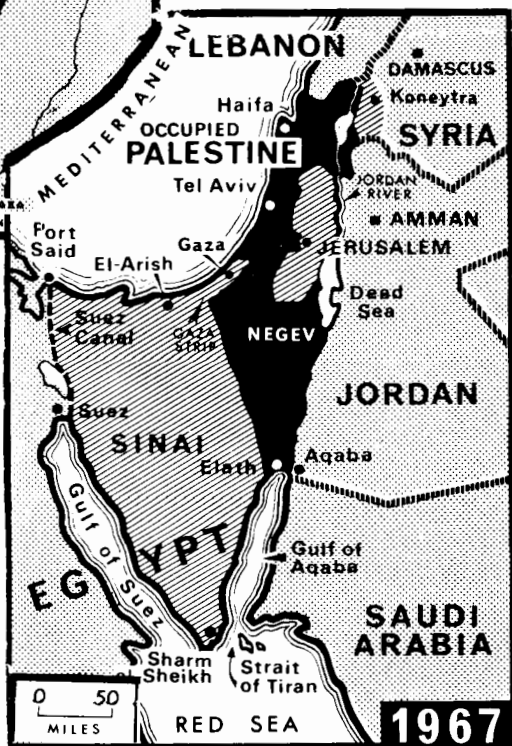 LEBANON
MEDITERRANEAN
DAMASCUS
Koneytra
Haifa
OCCUPIED
PALESTINE
SYRIA
Tel Aviv
JORDAN
RIVER
AMMAN
Port
Said
Gaza
JERUSALEM
El-Arish
Dead
Sea
Suez
Canal
GAZA
STRIP
NEGEV
JORDAN
Suez
SINAI
Elath
Aqaba
Gulf of Suez
EGYPT
Gulf of
Aqaba
SAUDI
ARABIA
Sharm
Sheikh
Strait
of Tiran
0 50
MILES
RED SEA
1967